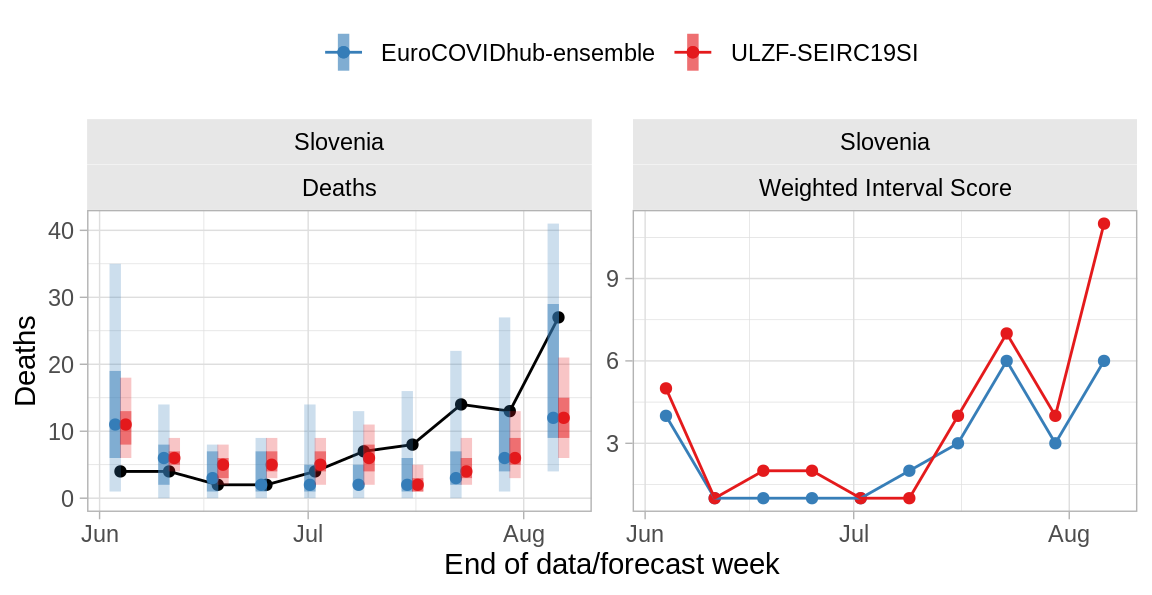 EuroCOVIDhub-ensemble ULZF-SEIRC19SI
Slovenia Slovenia
Deaths Weighted Interval Score
Deaths
40
30
20
10
0
9
6
3
Jun Jul Aug Jun Jul Aug
End of data/forecast week